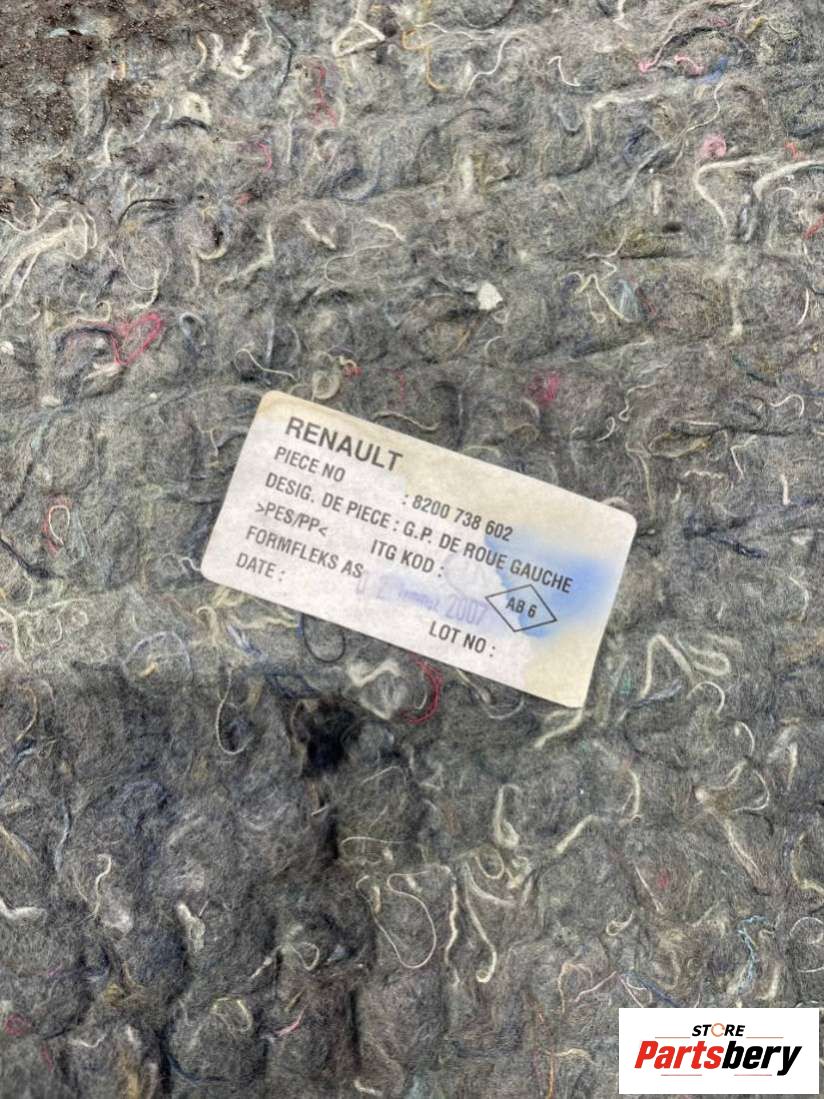 RENAULT
PIECE NO : 8200 738 602
DESIG. DE PIECE : G.P. DE ROUE GAUCHE
>PES/PP< ITG KOD : AB 6
FORMFLEKS AS
DATE : 2007 LOT NO :
STORE
Partsbery